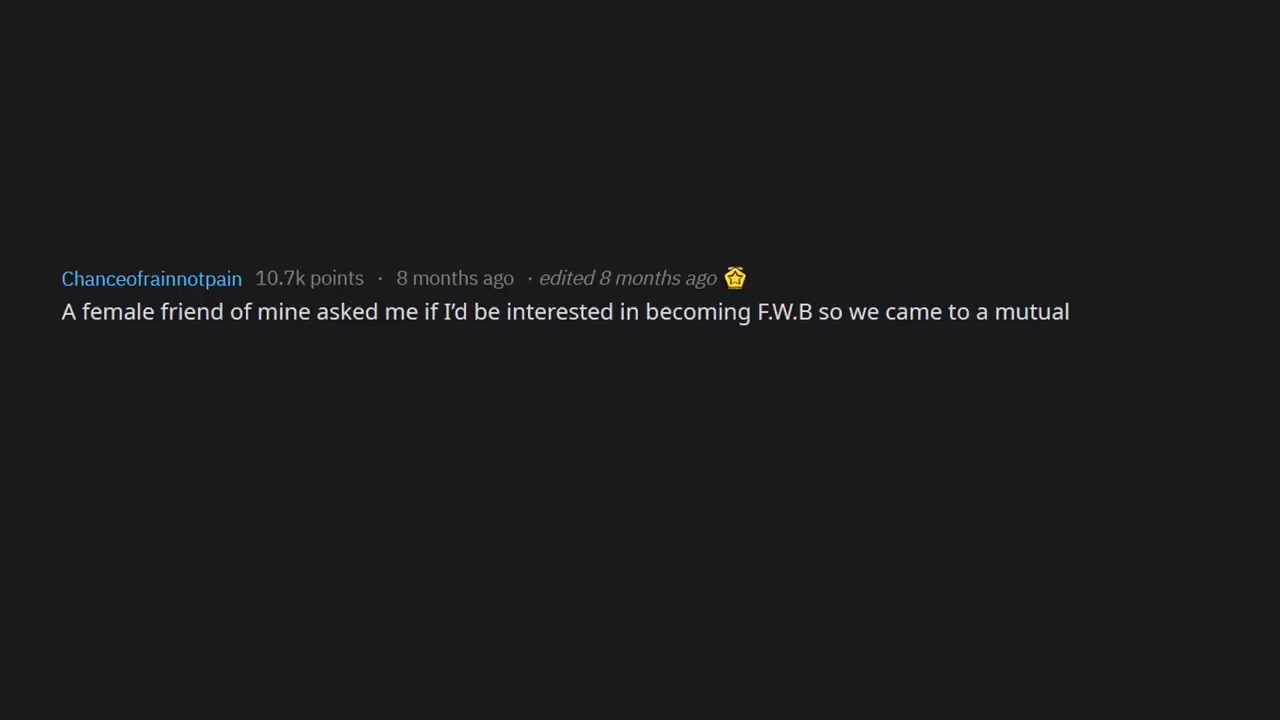 Chanceofrainnotpain 10.7k points · 8 months ago · edited 8 months ago
A female friend of mine asked me if I’d be interested in becoming F.W.B so we came to a mutual